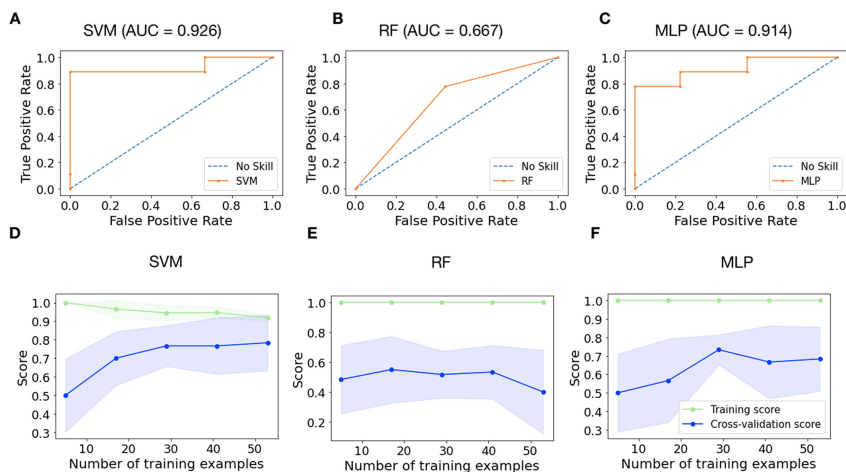 A
SVM (AUC = 0.926)
True Positive Rate
1.0
0.8
0.6
0.4
0.2
0.0
No Skill
SVM
0.0 0.2 0.4 0.6 0.8 1.0
False Positive Rate
B
RF (AUC = 0.667)
True Positive Rate
1.0
0.8
0.6
0.4
0.2
0.0
No Skill
RF
0.0 0.2 0.4 0.6 0.8 1.0
False Positive Rate
C
MLP (AUC = 0.914)
True Positive Rate
1.0
0.8
0.6
0.4
0.2
0.0
No Skill
MLP
0.0 0.2 0.4 0.6 0.8 1.0
False Positive Rate
D
SVM
Score
1.0
0.9
0.8
0.7
0.6
0.5
0.4
0.3
10 20 30 40 50
Number of training examples
E
RF
Score
1.0
0.8
0.6
0.4
0.2
10 20 30 40 50
Number of training examples
F
MLP
Score
1.0
0.9
0.8
0.7
0.6
0.5
0.4
0.3
Training score
Cross-validation score
10 20 30 40 50
Number of training examples